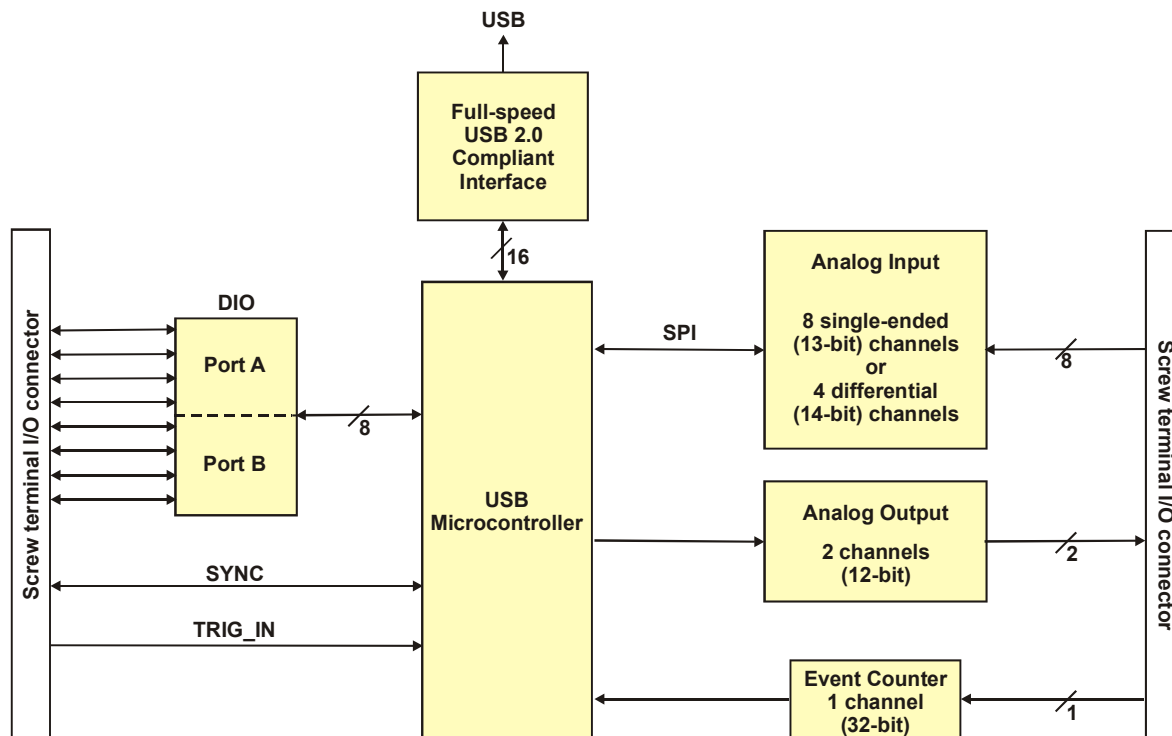 USB
Full-speed
USB 2.0
Compliant
Interface
16
Screw terminal I/O connector
DIO
Port A
Port B
8
SYNC
TRIG_IN
USB
Microcontroller
SPI
Analog Input
8 single-ended
(13-bit) channels
or
4 differential
(14-bit) channels
8
Analog Output
2 channels
(12-bit)
2
Event Counter
1 channel
(32-bit)
1
Screw terminal I/O connector